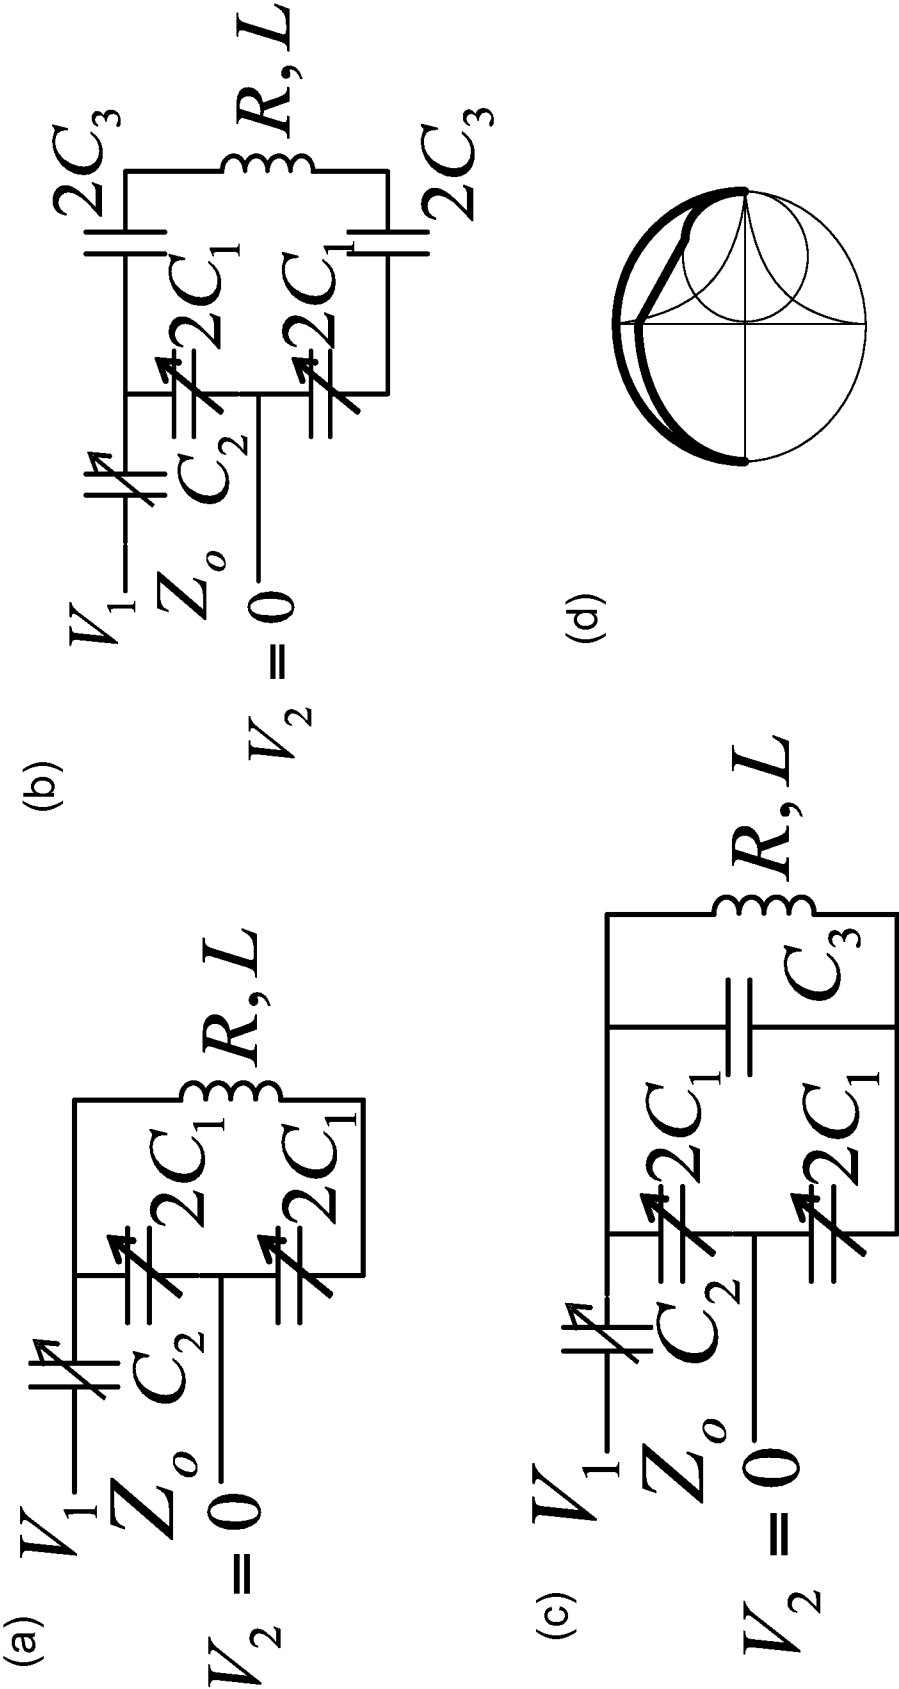 (a)
V₁
C₂
2C₁
Zₒ
R, L
2C₁
V₂ = 0
(b)
2C₃
V₁
C₂
2C₁
Zₒ
R, L
2C₁
V₂ = 0
2C₃
(c)
V₁
C₂
2C₁
Zₒ
C₃
R, L
2C₁
V₂ = 0
(d)